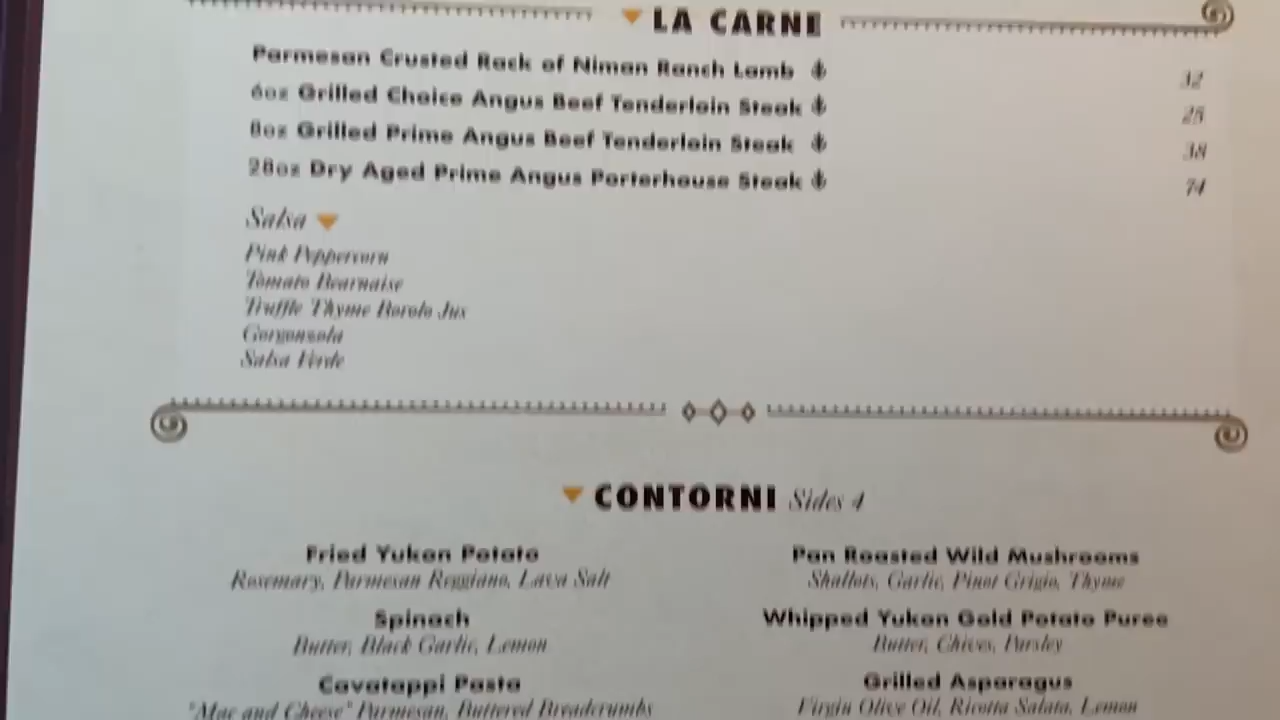 LA CARNE
Parmesan Crusted Rack of Niman Ranch Lamb 32
6oz Grilled Choice Angus Beef Tenderloin Steak 25
8oz Grilled Prime Angus Beef Tenderloin Steak 38
28oz Dry Aged Prime Angus Porterhouse Steak 74
Salsa
Pink Peppercorn
Tomato Bearnaise
Truffle Thyme Barolo Jus
Gorgonzola
Salsa Verde
CONTORNI Sides 4
Fried Yukon Potato
Rosemary, Parmesan Reggiano, Lava Salt
Spinach
Butter, Black Garlic, Lemon
Cavatappi Pasta
"Mac and Cheese" Parmesan, Buttered Breadcrumbs
Pan Roasted Wild Mushrooms
Shallots, Garlic, Pinot Grigio, Thyme
Whipped Yukon Gold Potato Puree
Butter, Chives, Parsley
Grilled Asparagus
Virgin Olive Oil, Ricotta Salata, Lemon